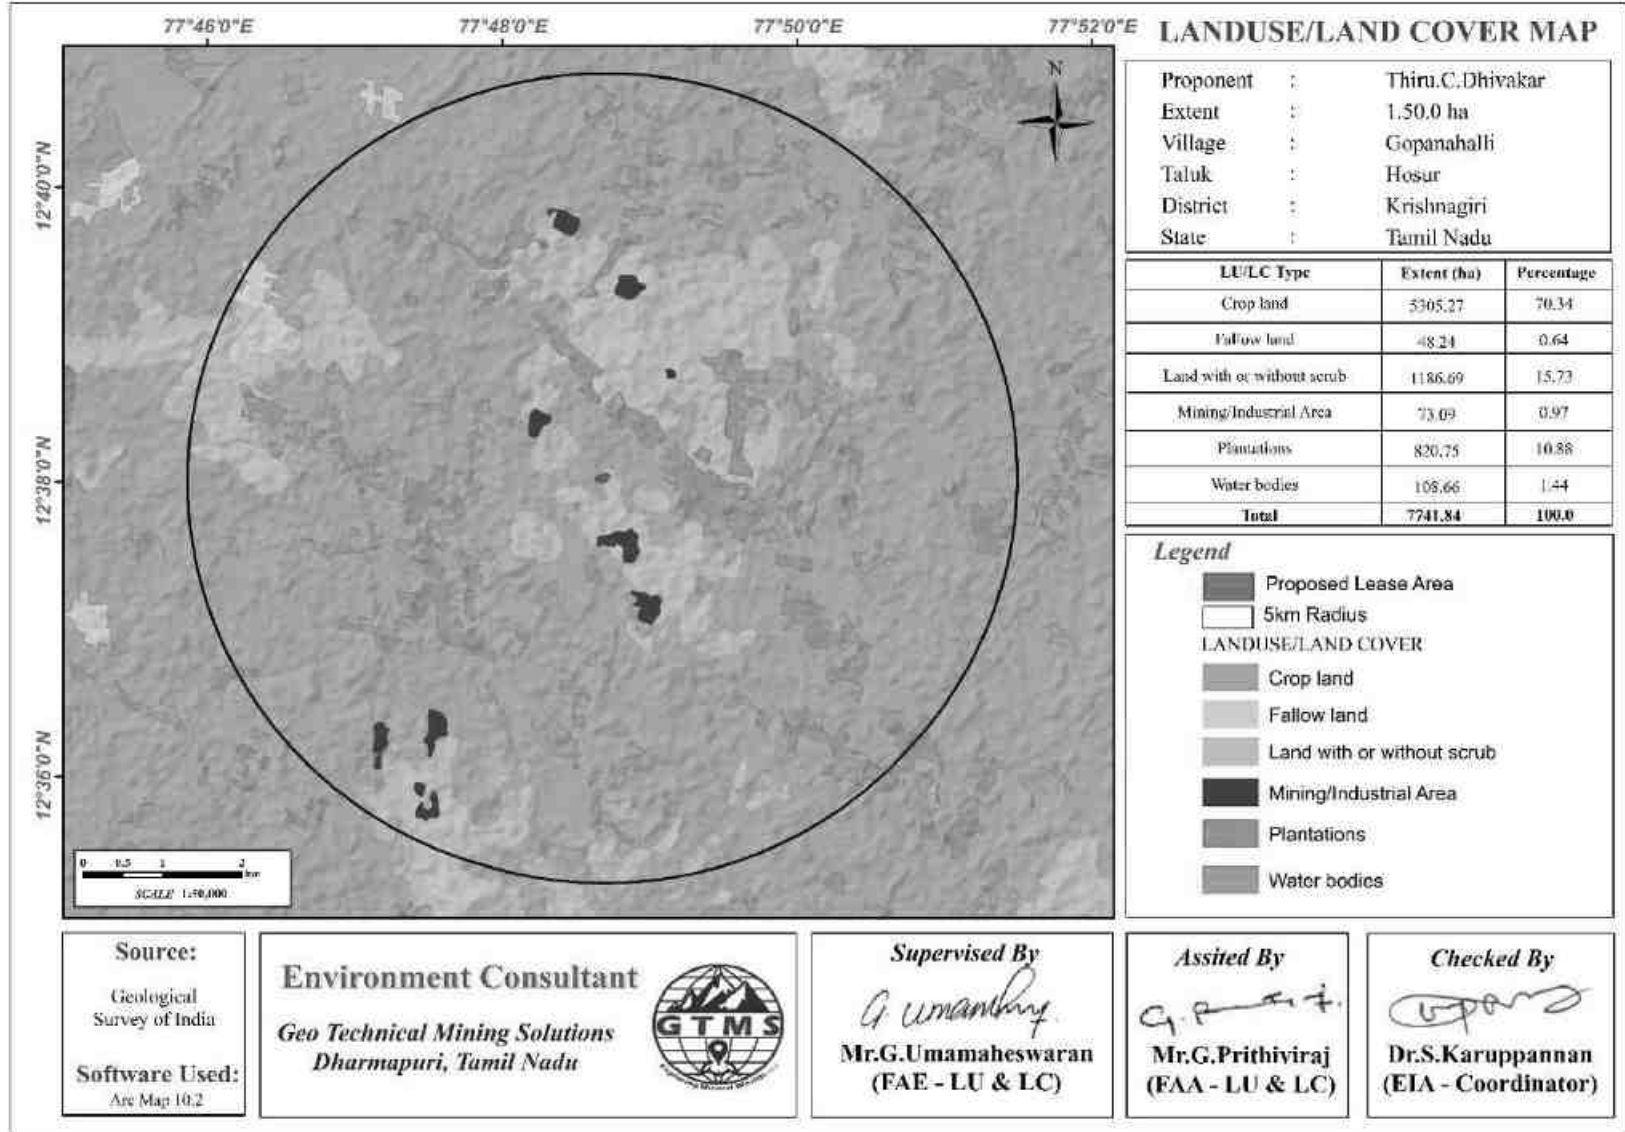 77°46'0"E 77°48'0"E 77°50'0"E 77°52'0"E
LANDUSE/LAND COVER MAP
Proponent : Thiru.C.Dhivakar
Extent : 1.50.0 ha
Village : Gopanahalli
Taluk : Hosur
District : Krishnagiri
State : Tamil Nadu
LU/LC Type Extent (ha) Percentage
Crop land 5305.27 70.34
Fallow land 48.24 0.64
Land with or without scrub 1186.69 15.73
Mining/Industrial Area 73.09 0.97
Plantations 820.75 10.88
Water bodies 108.66 1.44
Total 7741.84 100.0
N
12°40'0"N
12°38'0"N
12°36'0"N
Legend
Proposed Lease Area
5km Radius
LANDUSE/LAND COVER
Crop land
Fallow land
Land with or without scrub
Mining/Industrial Area
Plantations
Water bodies
0 0.5 1 2
km
SCALE 1:50,000
Source:
Geological
Survey of India
Software Used:
Arc Map 10.2
Environment Consultant
Geo Technical Mining Solutions
Dharmapuri, Tamil Nadu
GTMS
Supervised By
Mr.G.Umamaheswaran
(FAE - LU & LC)
Assited By
Mr.G.Prithiviraj
(FAA - LU & LC)
Checked By
Dr.S.Karuppannan
(EIA - Coordinator)